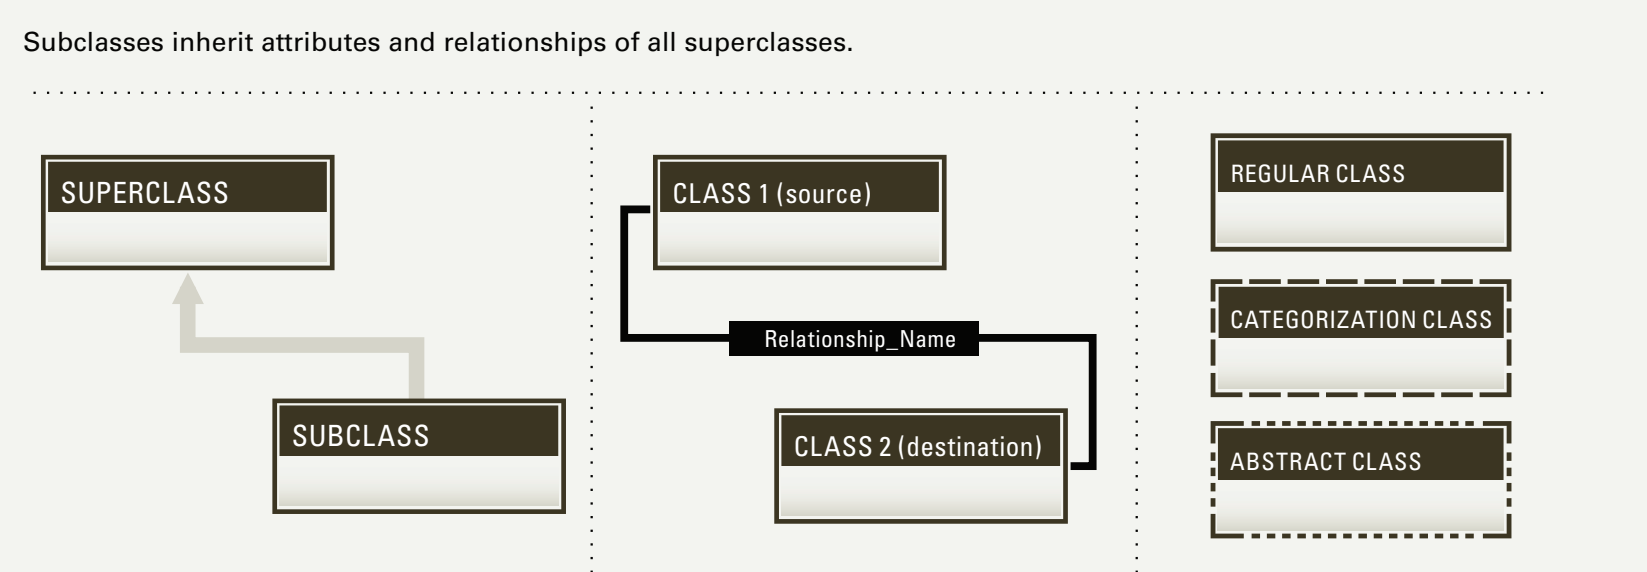 Subclasses inherit attributes and relationships of all superclasses.
SUPERCLASS
SUBCLASS
CLASS 1 (source)
Relationship_Name
CLASS 2 (destination)
REGULAR CLASS
CATEGORIZATION CLASS
ABSTRACT CLASS